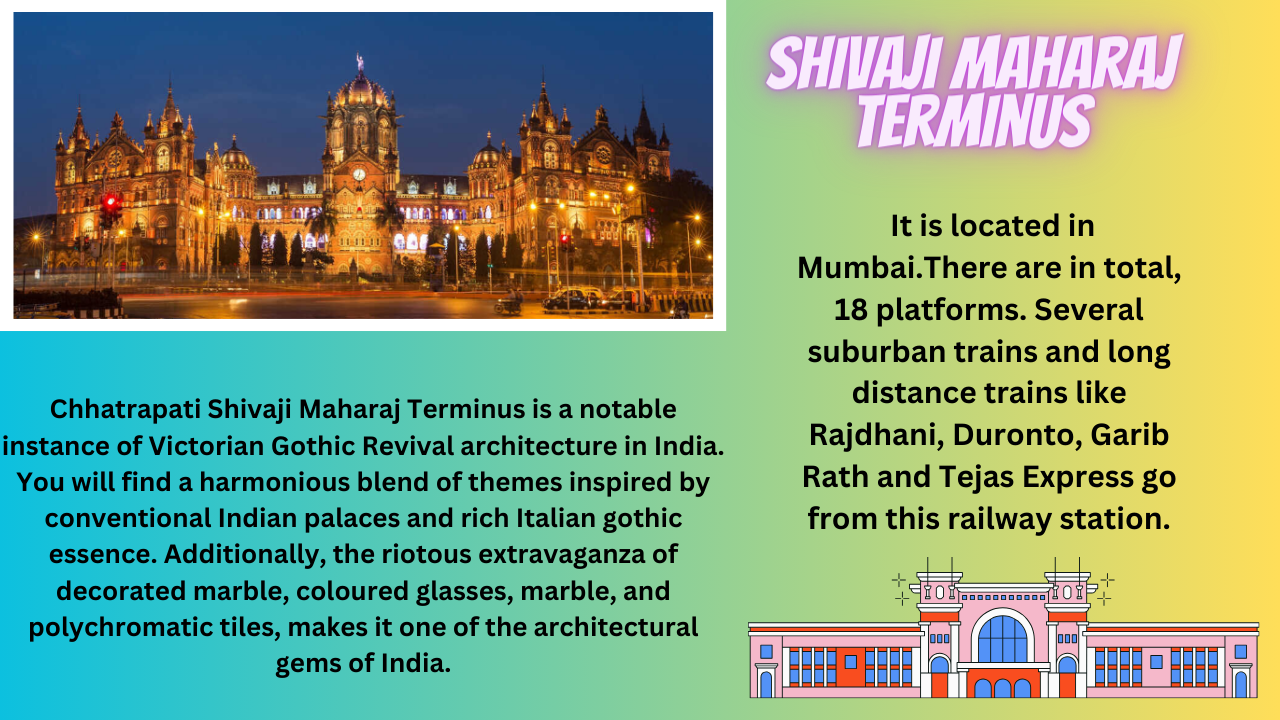 SHIVAJI MAHARAJ
TERMINUS
It is located in
Mumbai.There are in total,
18 platforms. Several
suburban trains and long
distance trains like
Rajdhani, Duronto, Garib
Rath and Tejas Express go
from this railway station.
Chhatrapati Shivaji Maharaj Terminus is a notable
instance of Victorian Gothic Revival architecture in India.
You will find a harmonious blend of themes inspired by
conventional Indian palaces and rich Italian gothic
essence. Additionally, the riotous extravaganza of
decorated marble, coloured glasses, marble, and
polychromatic tiles, makes it one of the architectural
gems of India.